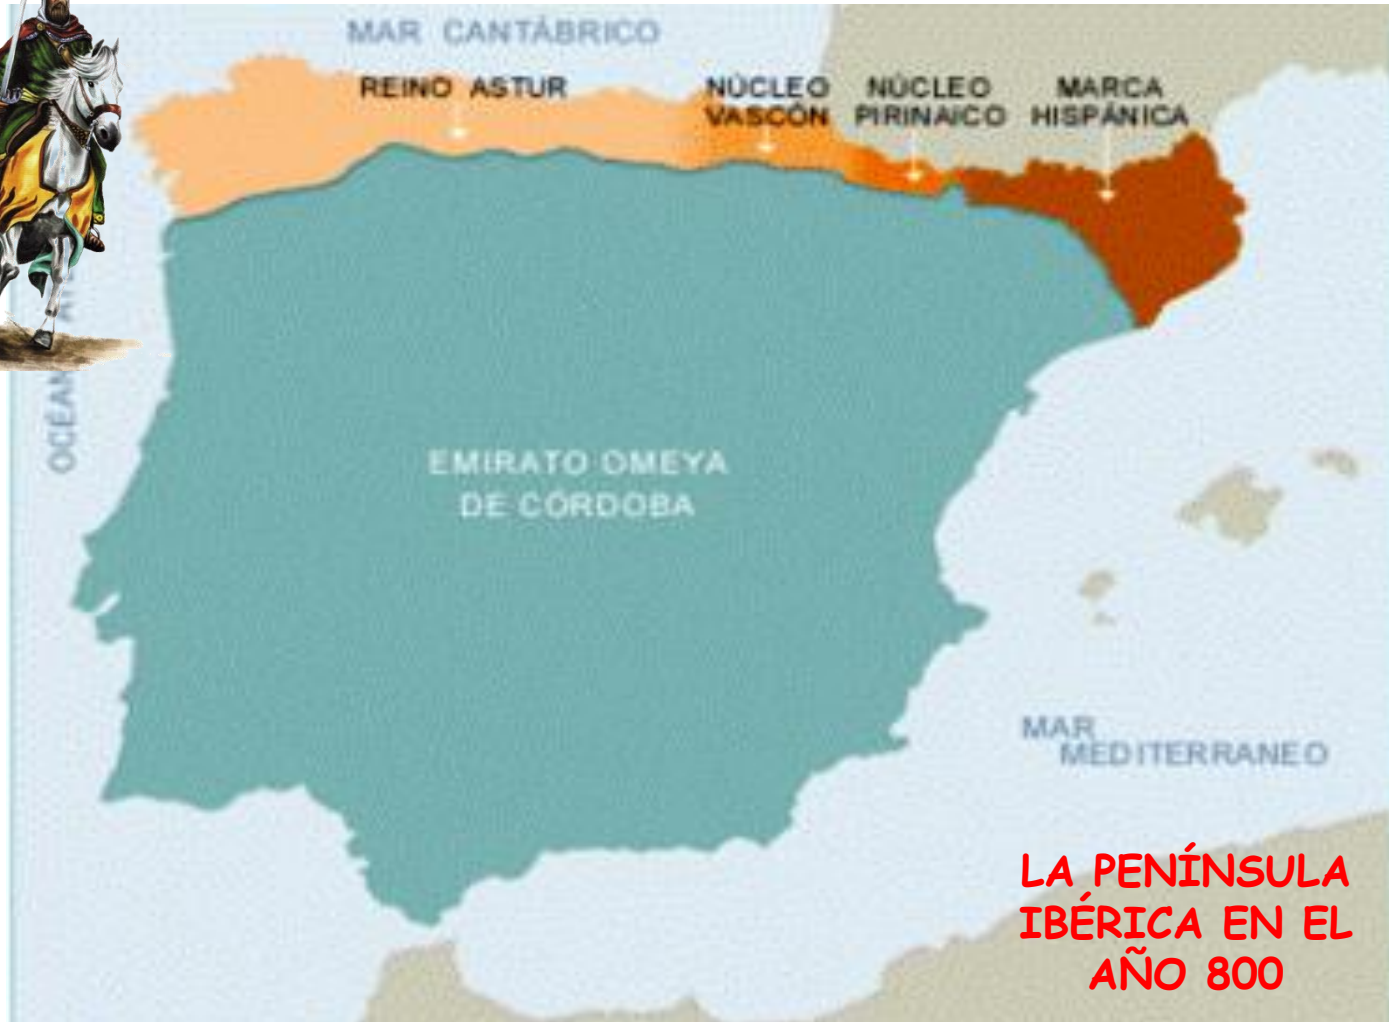 MAR CANTÁBRICO
REINO ASTUR
NÚCLEO
VASCÓN
NÚCLEO
PIRINAICO
MARCA
HISPÁNICA
EMIRATO OMEYA
DE CÓRDOBA
MAR
MEDITERRANEO
LA PENÍNSULA
IBÉRICA EN EL
AÑO 800